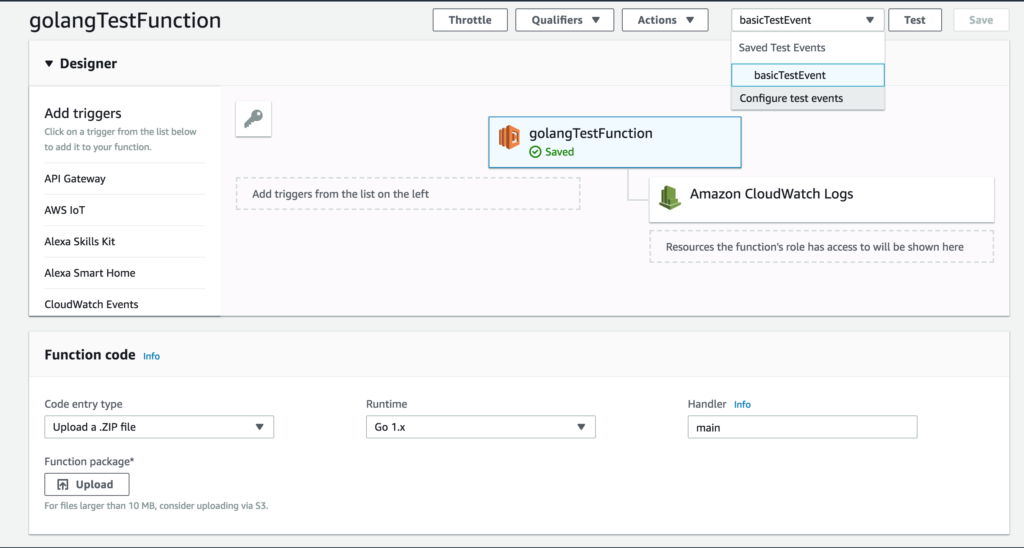 golangTestFunction
Throttle
Qualifiers
Actions
basicTestEvent
Test
Save
Saved Test Events
basicTestEvent
Configure test events
Designer
Add triggers
Click on a trigger from the list below
to add it to your function.
API Gateway
AWS IoT
Alexa Skills Kit
Alexa Smart Home
CloudWatch Events
Add triggers from the list on the left
golangTestFunction
Saved
Amazon CloudWatch Logs
Resources the function's role has access to will be shown here
Function code Info
Code entry type
Upload a .ZIP file
Runtime
Go 1.x
Handler Info
main
Function package*
Upload
For files larger than 10 MB, consider uploading via S3.